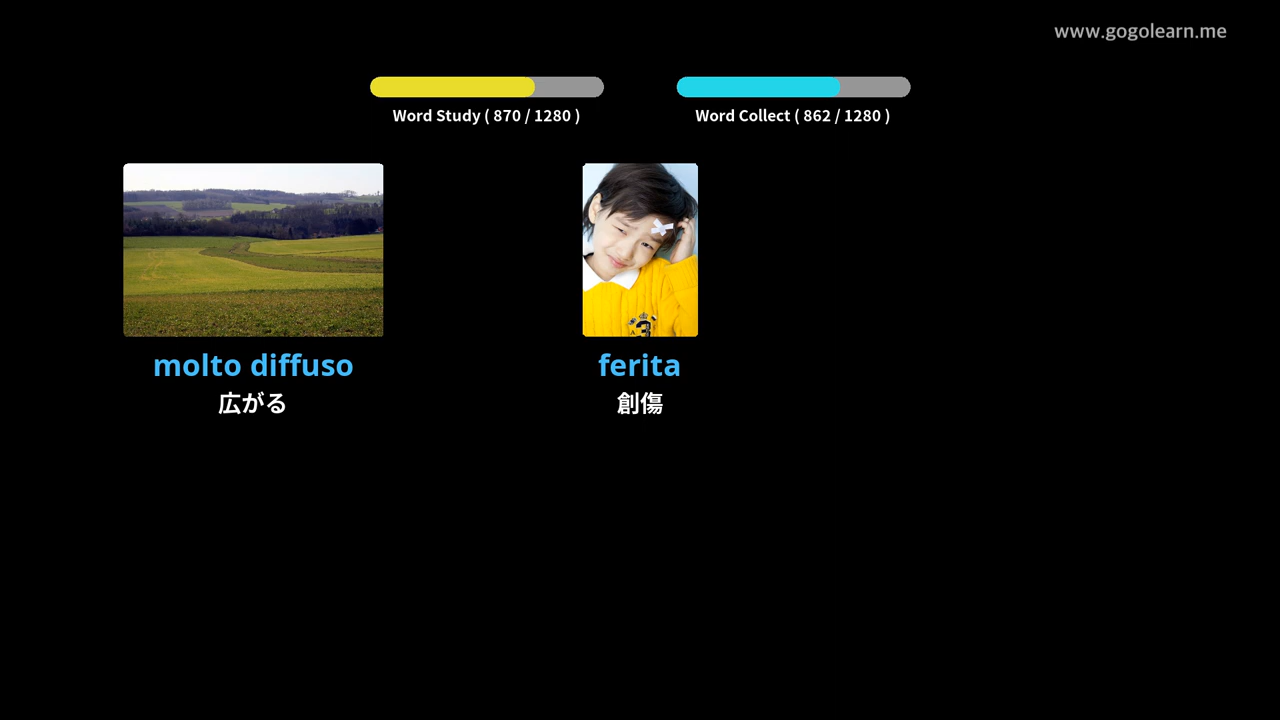 www.gogolearn.me
Word Study ( 870 / 1280 )
Word Collect ( 862 / 1280 )
3
molto diffuso
広がる
ferita
創傷